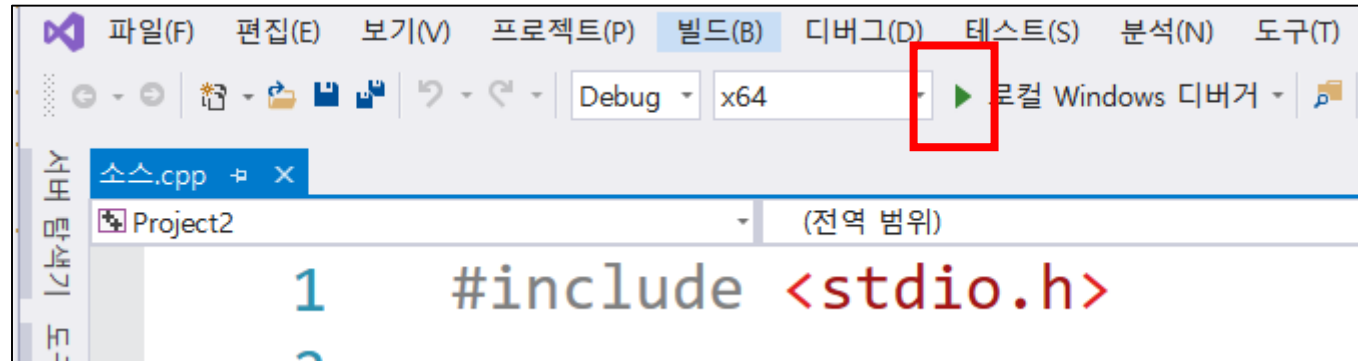 파일(F) 편집(E) 보기(V) 프로젝트(P) 빌드(B) 디버그(D) 테스트(S) 분석(N) 도구(T)
Debug x64 로컬 Windows 디버거
서버 탐색기
소스.cpp
Project2 (전역 범위)
1 #include <stdio.h>